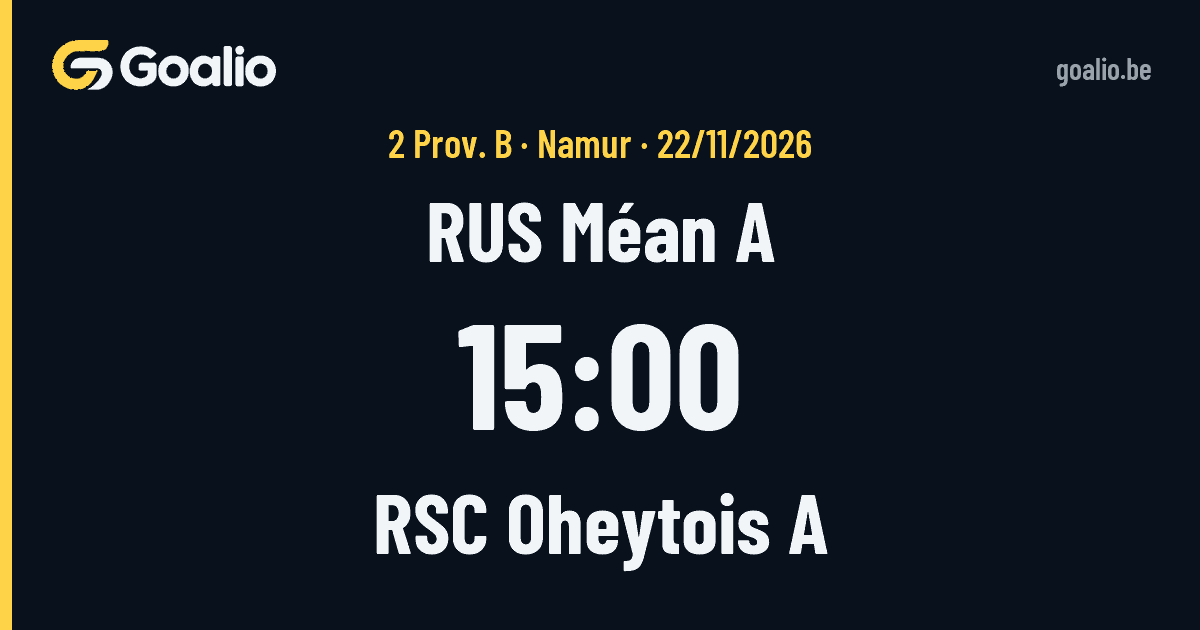 Goalio
goalio.be
2 Prov. B · Namur · 22/11/2026
RUS Méan A
15:00
RSC Oheytois A